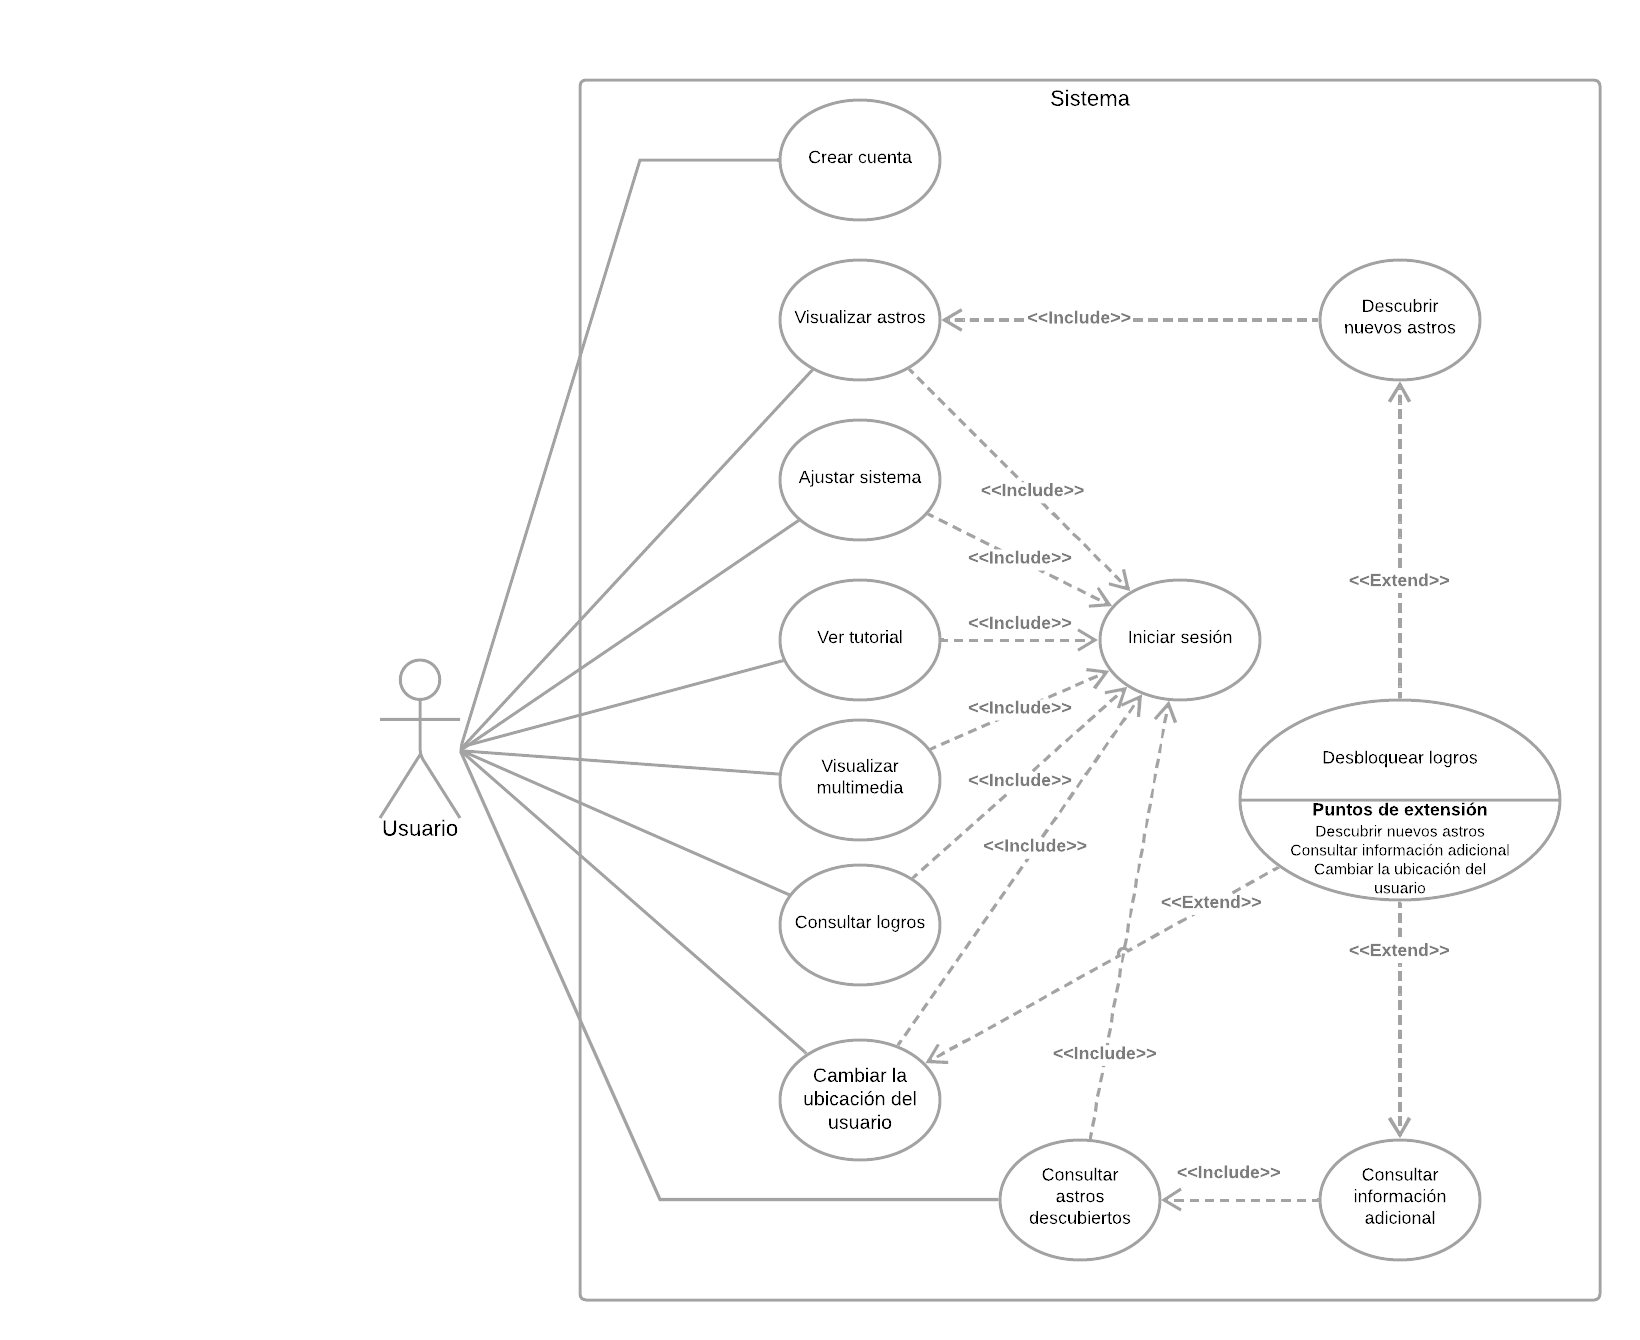 Sistema
Crear cuenta
Visualizar astros
<<Include>>
Descubrir
nuevos astros
Ajustar sistema
<<Include>>
<<Include>>
<<Extend>>
Ver tutorial
<<Include>>
Iniciar sesión
Usuario
Visualizar
multimedia
<<Include>>
<<Include>>
Desbloquear logros
Puntos de extensión
Descubrir nuevos astros
Consultar información adicional
Cambiar la ubicación del
usuario
<<Include>>
Consultar logros
<<Extend>>
<<Extend>>
Cambiar la
ubicación del
usuario
<<Include>>
Consultar
astros
descubiertos
<<Include>>
Consultar
información
adicional